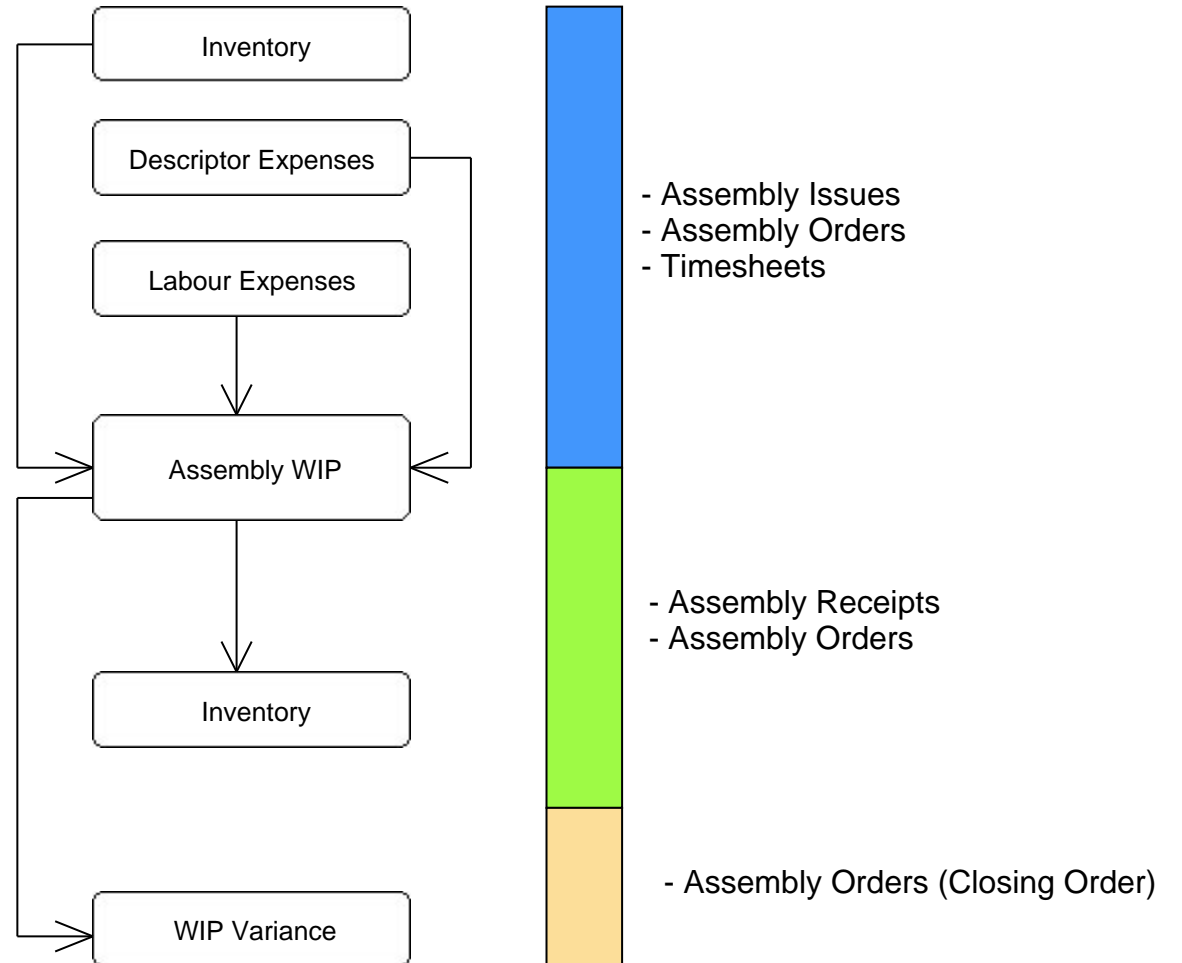 Inventory
Descriptor Expenses
Labour Expenses
Assembly WIP
Inventory
WIP Variance
- Assembly Issues
- Assembly Orders
- Timesheets
- Assembly Receipts
- Assembly Orders
- Assembly Orders (Closing Order)